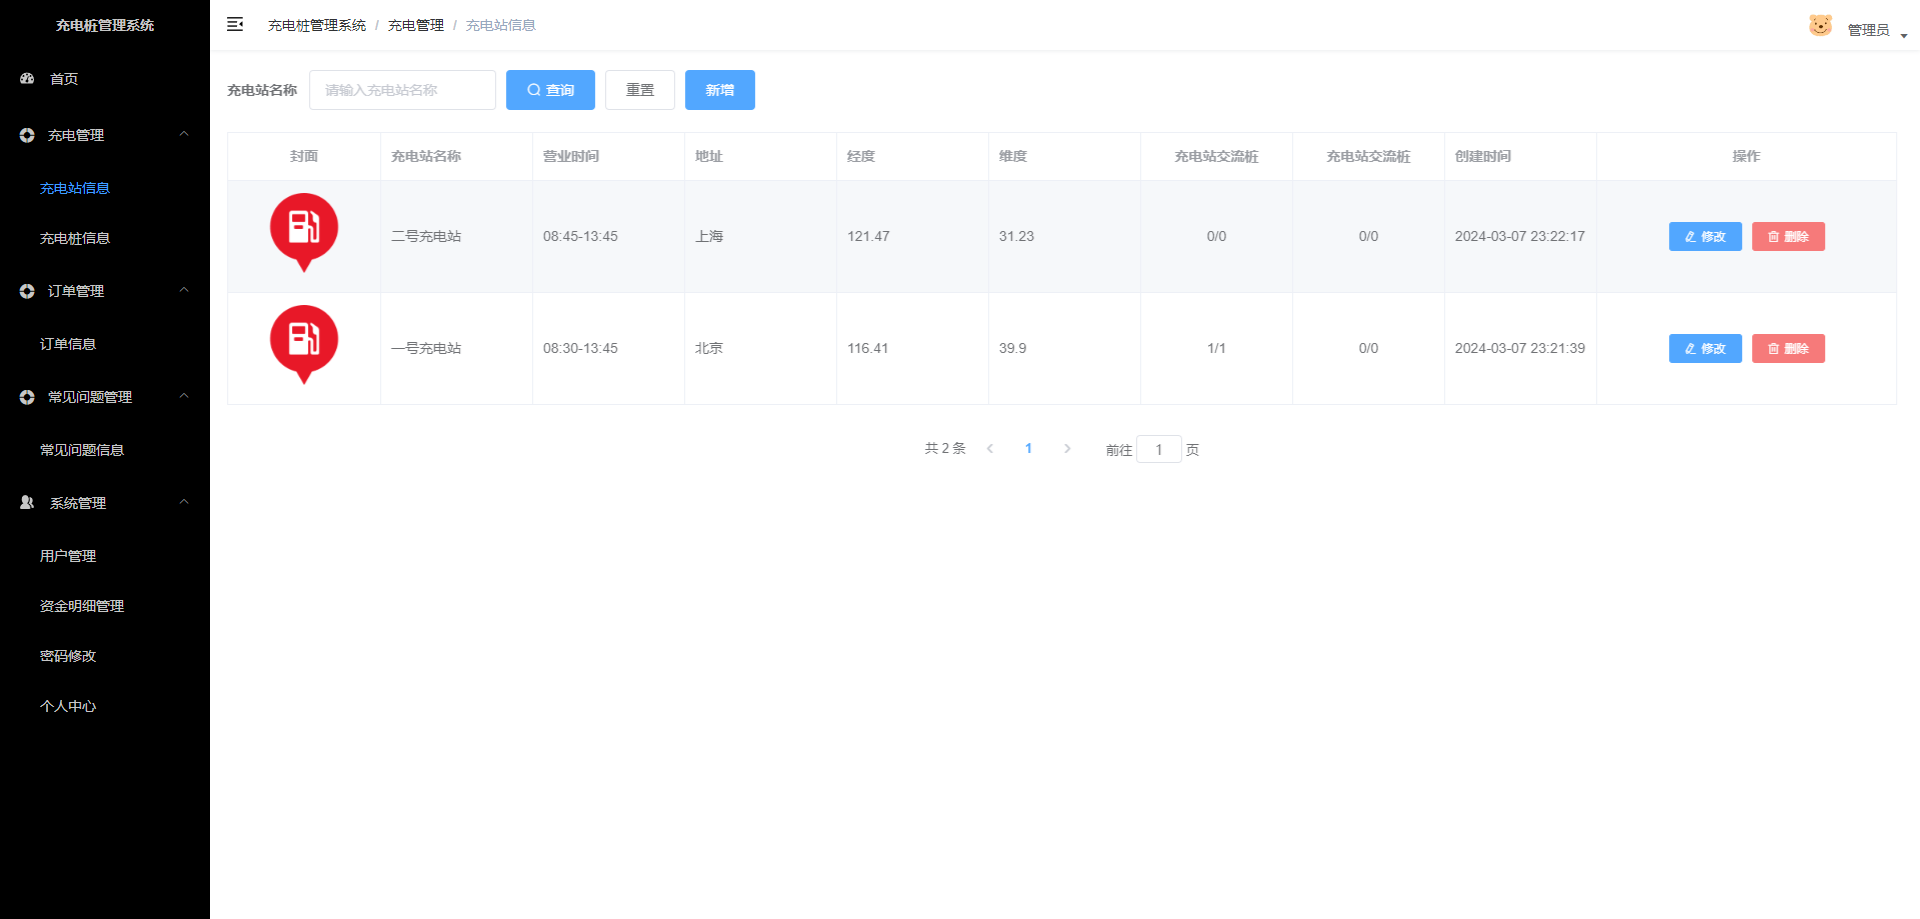 充电桩管理系统
首页
充电管理
充电站信息
充电桩信息
订单管理
订单信息
常见问题管理
常见问题信息
系统管理
用户管理
资金明细管理
密码修改
个人中心
充电桩管理系统 / 充电管理 / 充电站信息
管理员
充电站名称 请输入充电站名称 查询 重置 新增
封面 充电站名称 营业时间 地址 经度 维度 充电站交流桩 充电站交流桩 创建时间 操作
二号充电站 08:45-13:45 上海 121.47 31.23 0/0 0/0 2024-03-07 23:22:17 修改 删除
一号充电站 08:30-13:45 北京 116.41 39.9 1/1 0/0 2024-03-07 23:21:39 修改 删除
共 2 条 1 前往 1 页